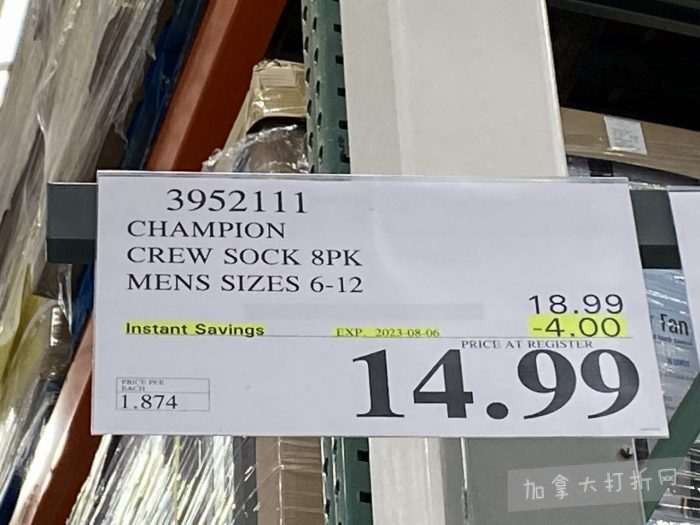 3952111
CHAMPION
CREW SOCK 8PK
MENS SIZES 6-12
18.99
Instant Savings EXP. 2023-08-06 -4.00
PRICE AT REGISTER
14.99
PRICE PER
EACH
1.874
Fan
加拿大打折网